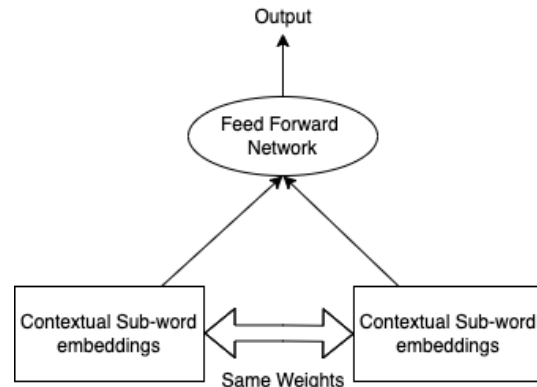 Output
Feed Forward
Network
Contextual Sub-word
embeddings
Contextual Sub-word
embeddings
Same Weights